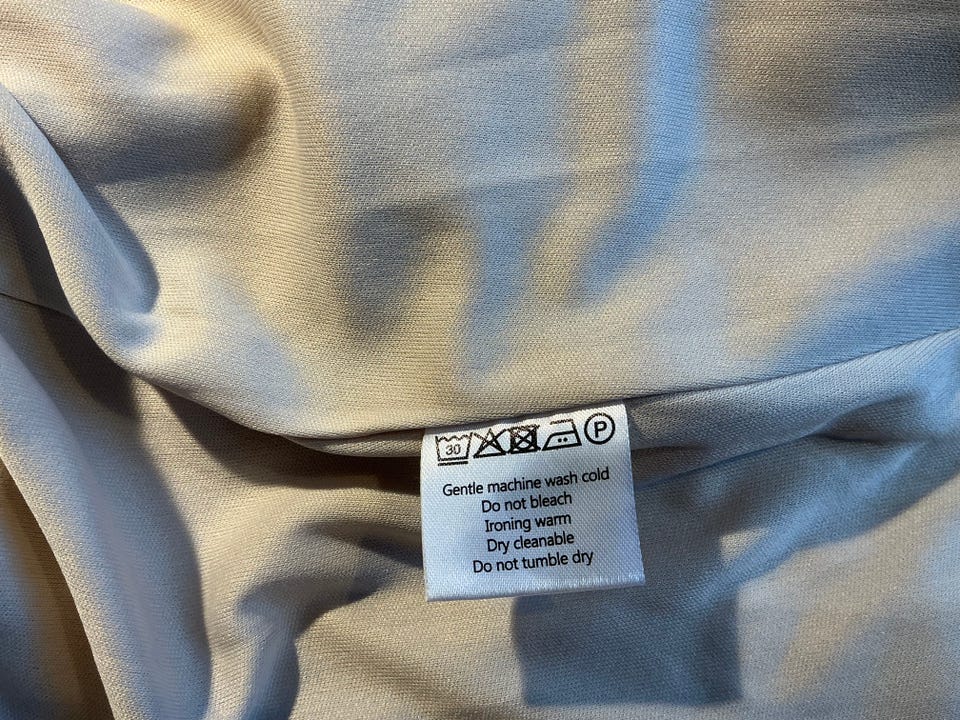 30 P
Gentle machine wash cold
Do not bleach
Ironing warm
Dry cleanable
Do not tumble dry